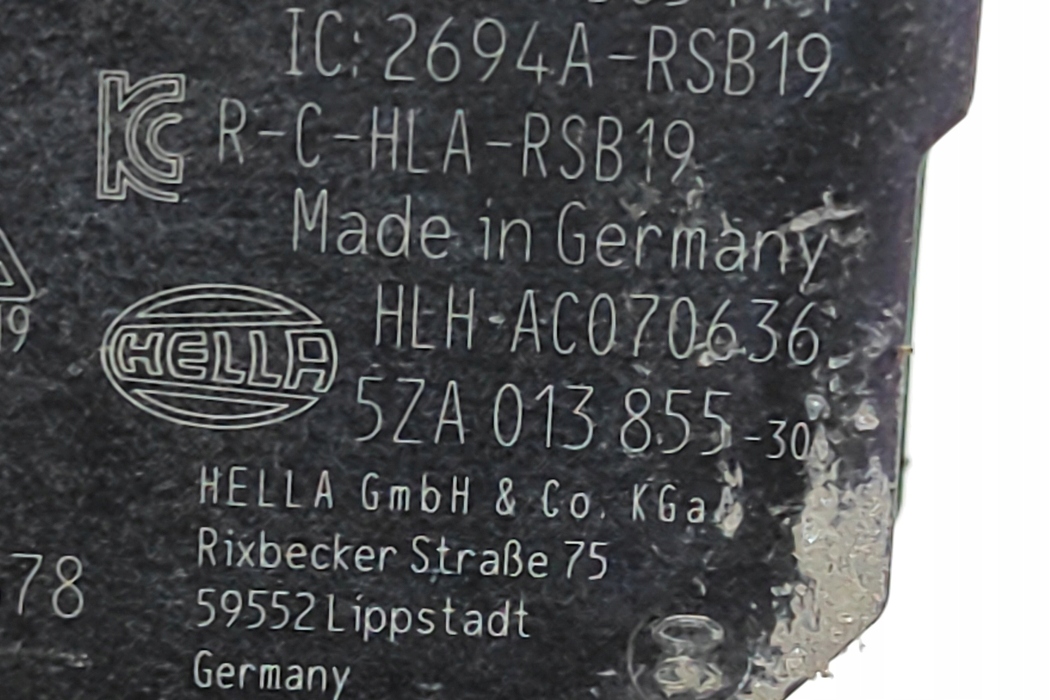 IC: 2694A-RSB19
R-C-HLA-RSB19
Made in Germany
HLH-AC070636
19
HELLA
5ZA 013 855-30
HELLA GmbH & Co. KGaA
Rixbecker Straße 75
78
59552 Lippstadt
Germany